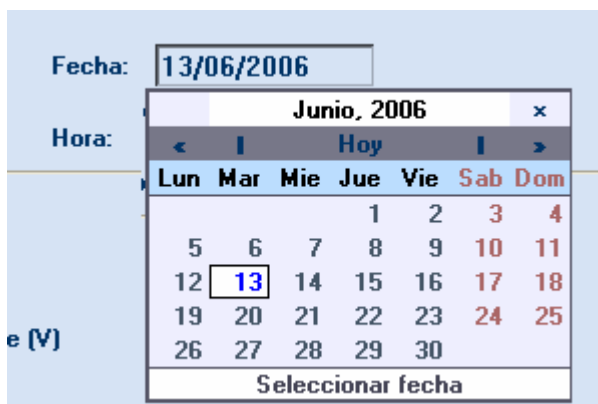 Fecha: 13/06/2006
Junio, 2006 ×
Hora:
« Hoy »
Lun Mar Mie Jue Vie Sab Dom
1 2 3 4
5 6 7 8 9 10 11
12 13 14 15 16 17 18
19 20 21 22 23 24 25
e (V)
26 27 28 29 30
Seleccionar fecha